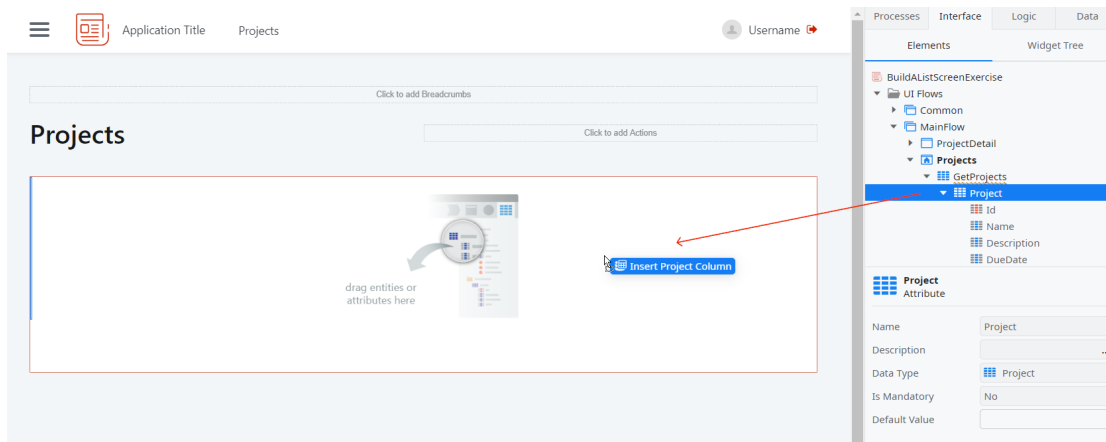 Application Title
Projects
Username
Click to add Breadcrumbs
Projects
Click to add Actions
drag entities or
attributes here
Insert Project Column
Processes
Interface
Logic
Data
Elements
Widget Tree
BuildAListScreenExercise
UI Flows
Common
MainFlow
ProjectDetail
Projects
GetProjects
Project
Id
Name
Description
DueDate
Project
Attribute
Name
Project
Description
Data Type
Project
Is Mandatory
No
Default Value